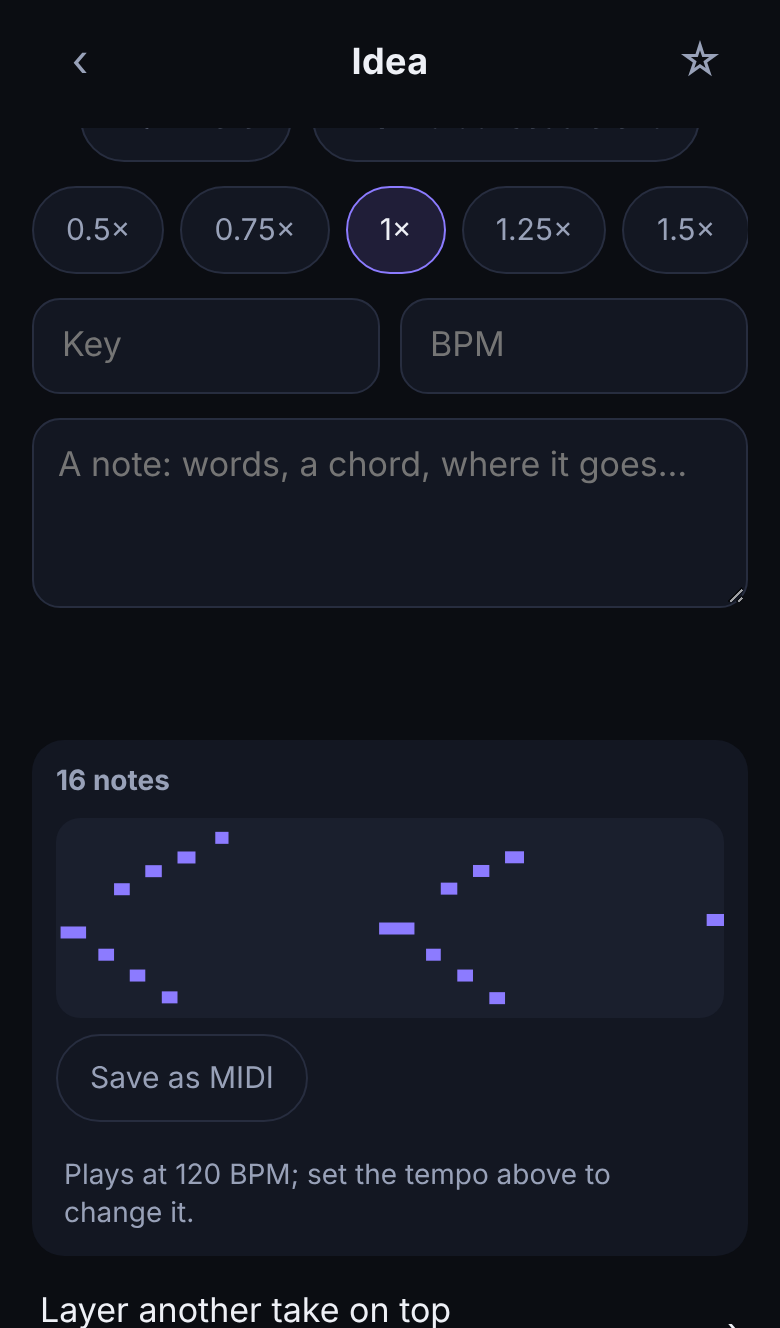 Idea
0.5× 0.75× 1× 1.25× 1.5×
Key BPM
A note: words, a chord, where it goes...
16 notes
Save as MIDI
Plays at 120 BPM; set the tempo above to
change it.
Layer another take on top